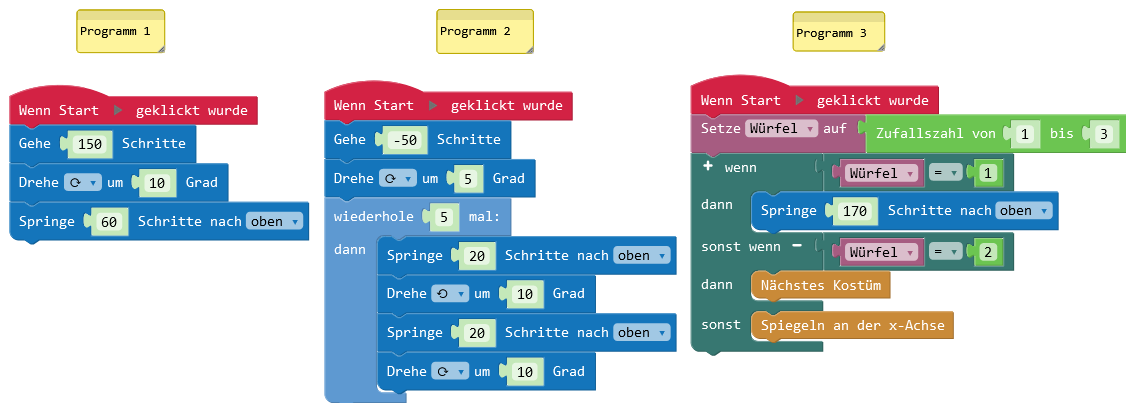 Programm 1
Wenn Start geklickt wurde
Gehe 150 Schritte
Drehe ⟳ um 10 Grad
Springe 60 Schritte nach oben
Programm 2
Wenn Start geklickt wurde
Gehe -50 Schritte
Drehe ⟳ um 5 Grad
wiederhole 5 mal:
dann Springe 20 Schritte nach oben
Drehe ⟲ um 10 Grad
Springe 20 Schritte nach oben
Drehe ⟳ um 10 Grad
Programm 3
Wenn Start geklickt wurde
Setze Würfel auf Zufallszahl von 1 bis 3
+ wenn Würfel = 1
dann Springe 170 Schritte nach oben
sonst wenn - Würfel = 2
dann Nächstes Kostüm
sonst Spiegeln an der x-Achse